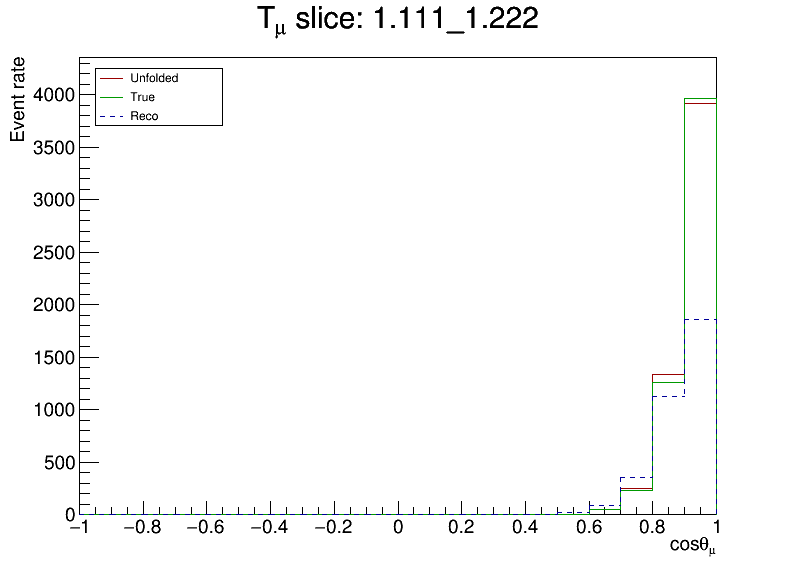 Tμ slice: 1.111_1.222
Event rate
Unfolded
True
Reco
4000
3500
3000
2500
2000
1500
1000
500
0
−1 −0.8 −0.6 −0.4 −0.2 0 0.2 0.4 0.6 0.8 1
cosθμ